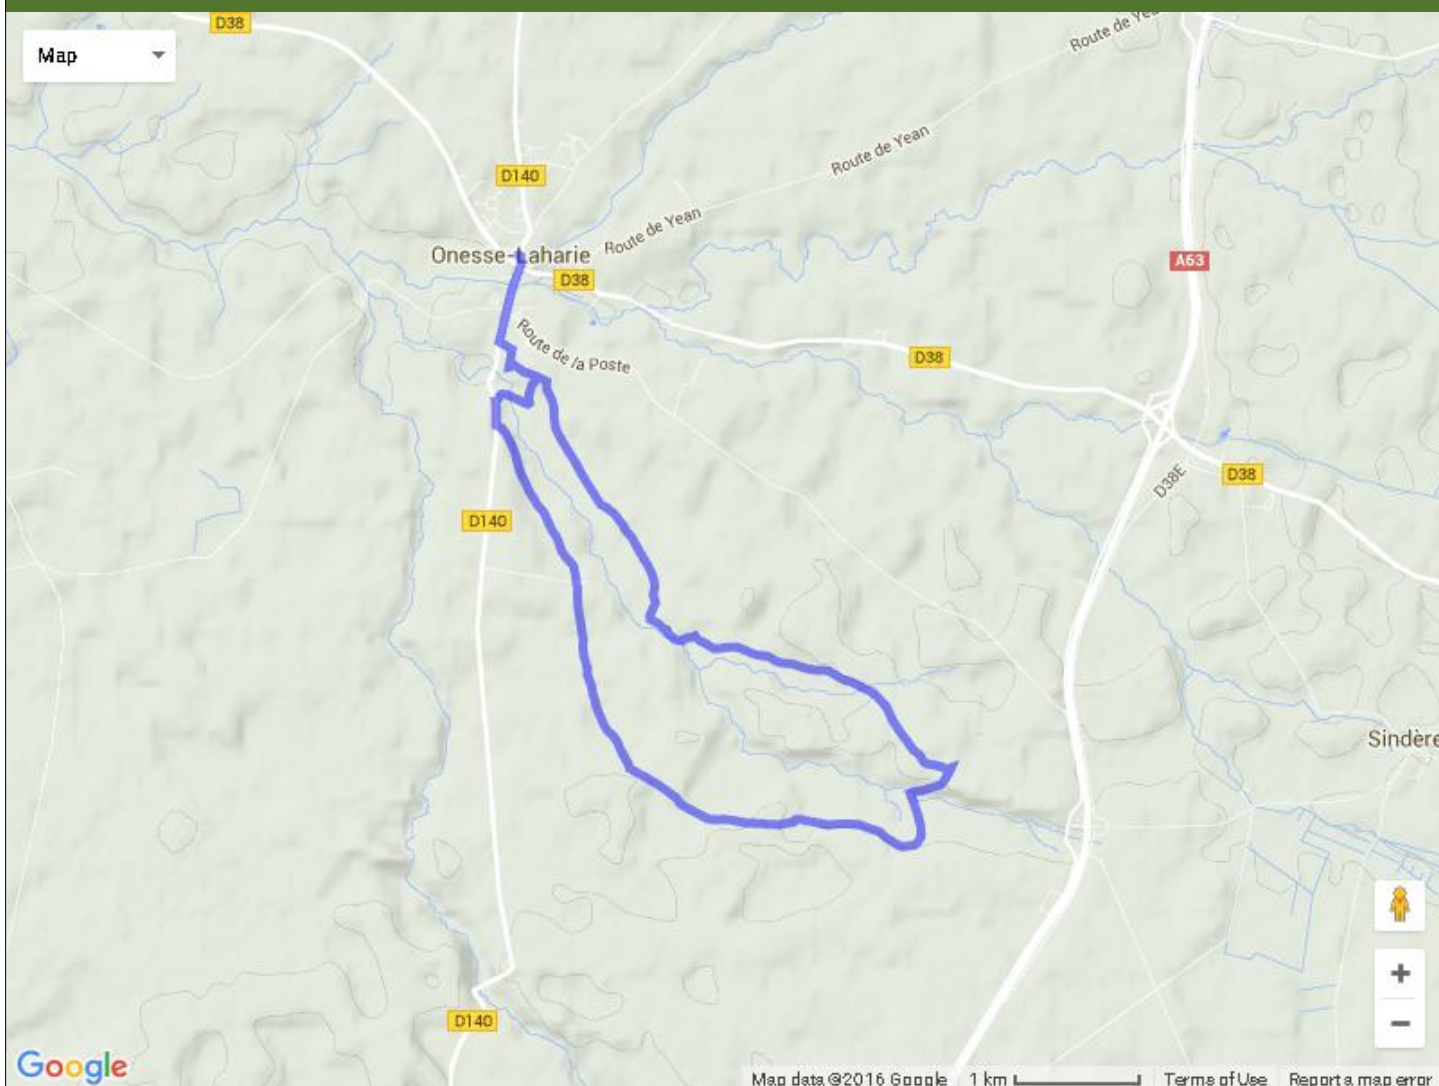 D38
Map
Route de
D140
Route de Yean
Route de Yean
Onesse-Laharie
D38
A63
Route de la Poste
D38
D38E
D38
D140
Sindère
D140
Google
Map data ©2016 Google
1 km
Terms of Use
Report a map error